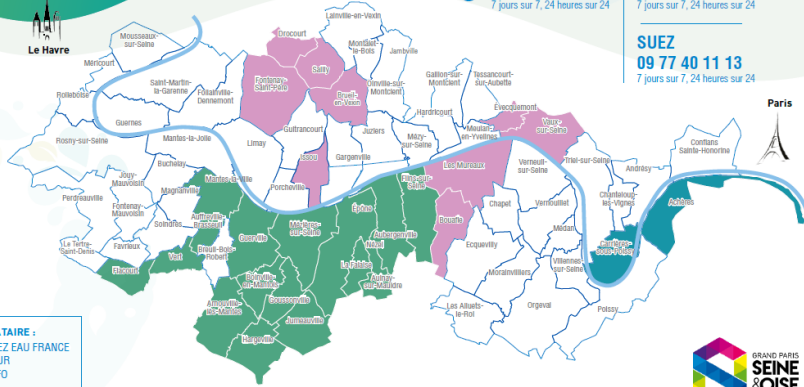 7 jours sur 7, 24 heures sur 24
7 jours sur 7, 24 heures sur 24
SUEZ
09 77 40 11 13
7 jours sur 7, 24 heures sur 24
Le Havre
Paris
Lainville-en-Vexin
Mousseaux-
sur-Seine
Drocourt
Montalet-
le-Bois
Jambville
Méricourt
Sailly
Saint-Martin-
la-Garenne
Follainville-
Dennemont
Fontenay-
Saint-Père
Brueil-
en-Vexin
Oinville-sur-
Montcient
Gaillon-sur-
Montcient
Tessancourt-
sur-Aubette
Rolleboise
Evecquemont
Hardricourt
Vaux-
sur-Seine
Guernes
Guitrancourt
Juziers
Mézy-
sur-Seine
Meulan-
en-Yvelines
Rosny-sur-Seine
Mantes-la-Jolie
Limay
Issou
Gargenville
Conflans
Sainte-Honorine
Buchelay
Les Mureaux
Verneuil-
sur-Seine
Triel-sur-Seine
Andrésy
Jouy-
Mauvoisin
Magnanville
Mantes-la-Ville
Porcheville
Flins-sur-
Seine
Perdreauville
Fontenay-
Mauvoisin
Chapet
Vernouillet
Chanteloup-
les-Vignes
Achères
Auffreville-
Brasseuil
Épône
Soindres
Mézières-
sur-Seine
Bouafle
Médan
Le Tertre-
Saint-Denis
Favrieux
Vert
Breuil-Bois-
Robert
Guerville
Aubergenville
Nézel
Ecquevilly
Carrières-
sous-Poissy
Flacourt
La Falaise
Morainvilliers
Villennes
sur-Seine
Boinville-
en-Mantois
Aulnay-
sur-Mauldre
Arnouville-
lès-Mantes
Goussonville
Les Alluets-
le-Roi
Orgeval
Poissy
Jumeauville
Hargeville
TAIRE :
EZ EAU FRANCE
UR
FO
GRAND PARIS
SEINE
&OISE